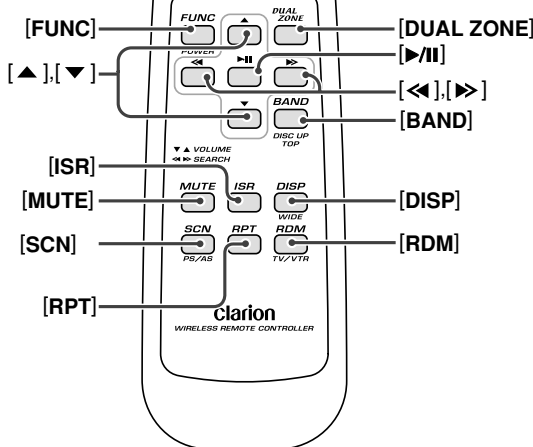 [FUNC]
[▲],[▼]
[ISR]
[MUTE]
[SCN]
[RPT]
FUNC
POWER
▲
DUAL
ZONE
◀◀
▶II
▶▶
▼
BAND
DISC UP
TOP
▼ ▲ VOLUME
◀◀ ▶▶ SEARCH
MUTE
ISR
DISP
WIDE
SCN
RPT
RDM
PS/AS
TV/VTR
Clarion
WIRELESS REMOTE CONTROLLER
[DUAL ZONE]
[▶/II]
[◀◀],[▶▶]
[BAND]
[DISP]
[RDM]